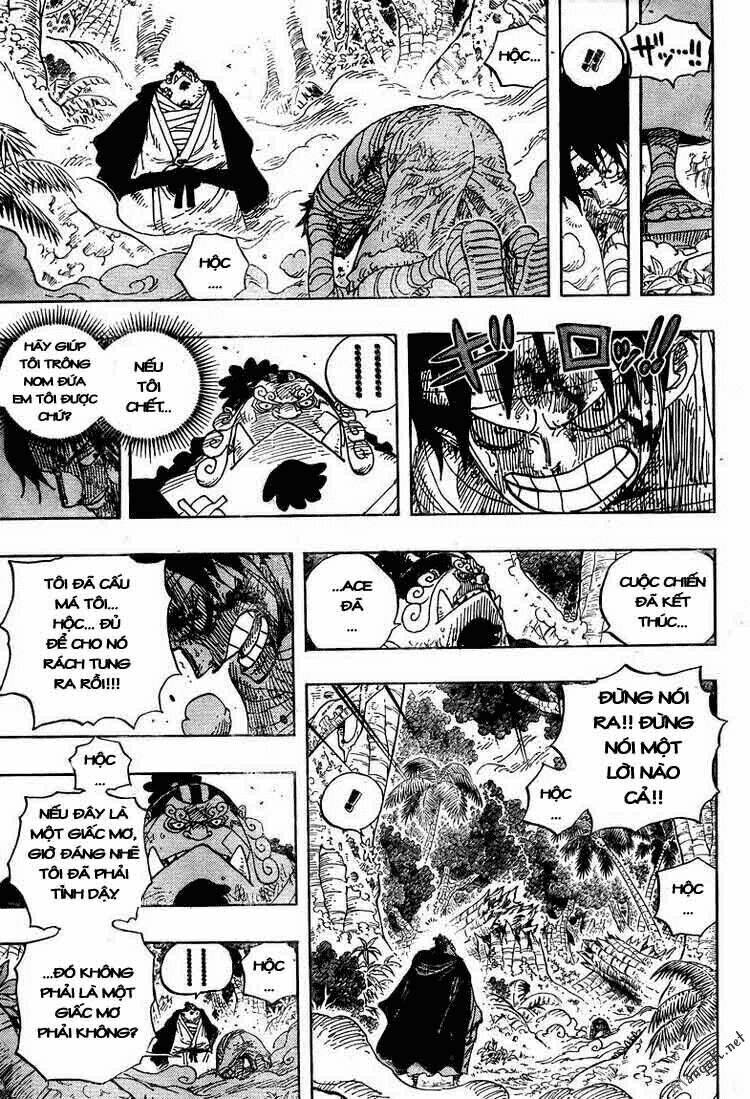 ザッ…!!
!!
HỘC...
HỘC
....
ギロッ!!
!!
NẾU
TÔI
CHẾT...
HÃY GIÚP
TÔI TRÔNG
NOM ĐỨA
EM TÔI ĐƯỢC
CHỨ?
CUỘC CHIẾN
ĐÃ KẾT
THÚC...
...ACE
ĐÃ
...
TÔI ĐÃ CẤU
MÁ TÔI...
HỘC... ĐỦ
ĐỂ CHO NÓ
RÁCH TUNG
RA RỒI!!!
ĐỪNG NÓI
RA!! ĐỪNG
NÓI MỘT
LỜI NÀO
CẢ!!
HỘC
...
!!
HỘC
...
HỘC
...
NẾU ĐÂY LÀ
MỘT GIẤC MƠ,
GIỜ ĐÁNG NHẼ
TÔI ĐÃ PHẢI
TỈNH DẬY
HỘC
...
!!
...ĐÓ KHÔNG
PHẢI LÀ MỘT
GIẤC MƠ
PHẢI KHÔNG?